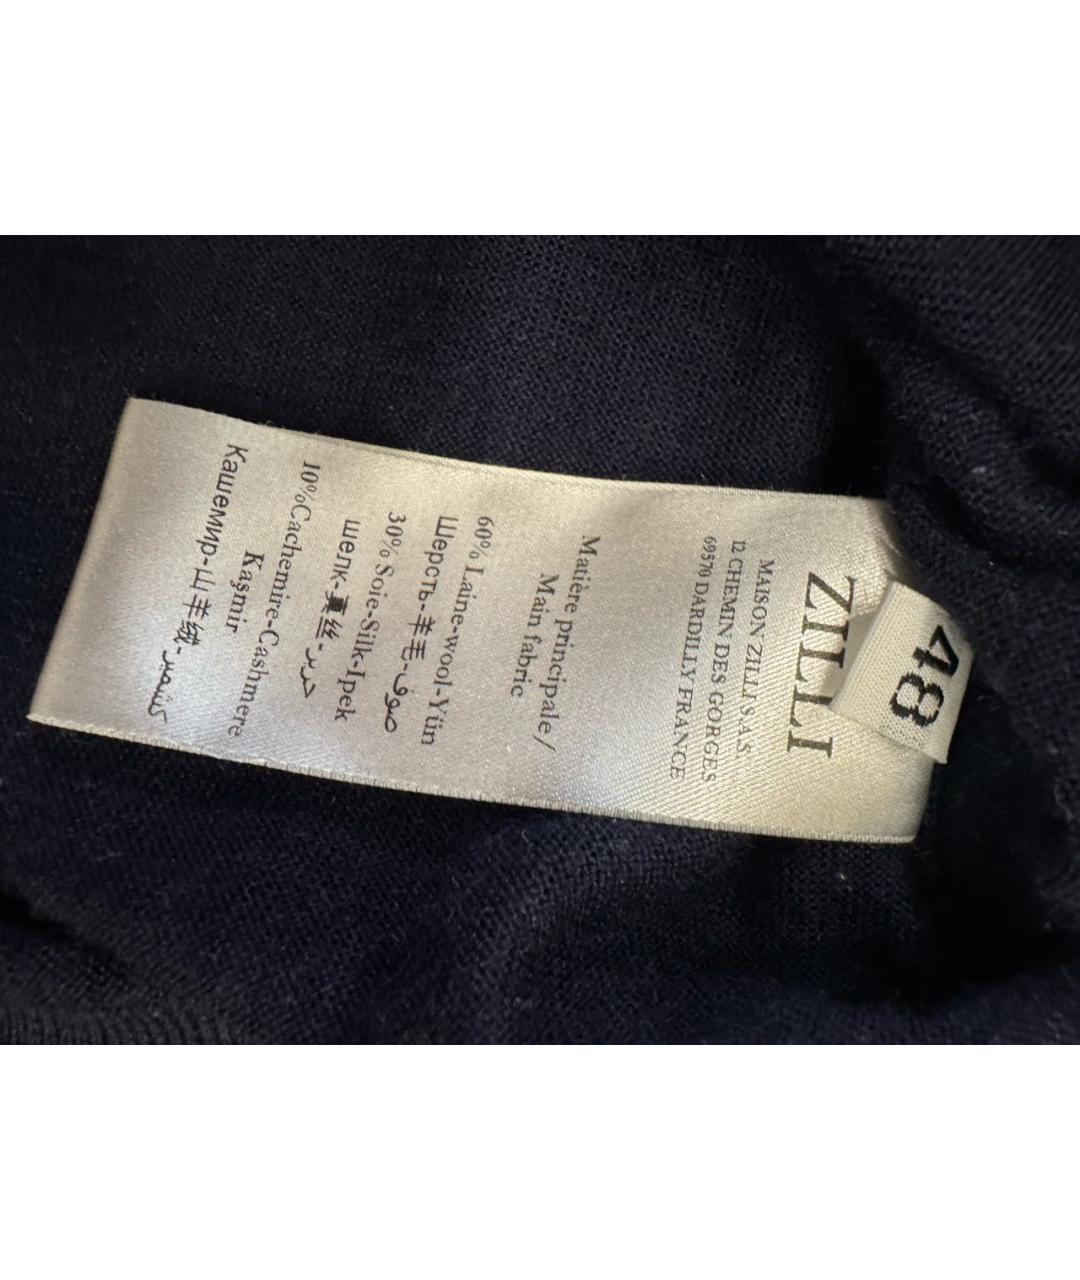 48
ZILLI
MAISON ZILLI S.A.S.
12 CHEMIN DES GORGES
69570 DARDILLY FRANCE
Matière principale/
Main fabric
60% Laine-wool-Yün
Шерсть-羊毛-صوف
30% Soie-Silk-Ipek
шелк-真丝-حرير
10%Cachemire-Cashmere
Kaşmir
Кашемир-山羊绒-كشمير